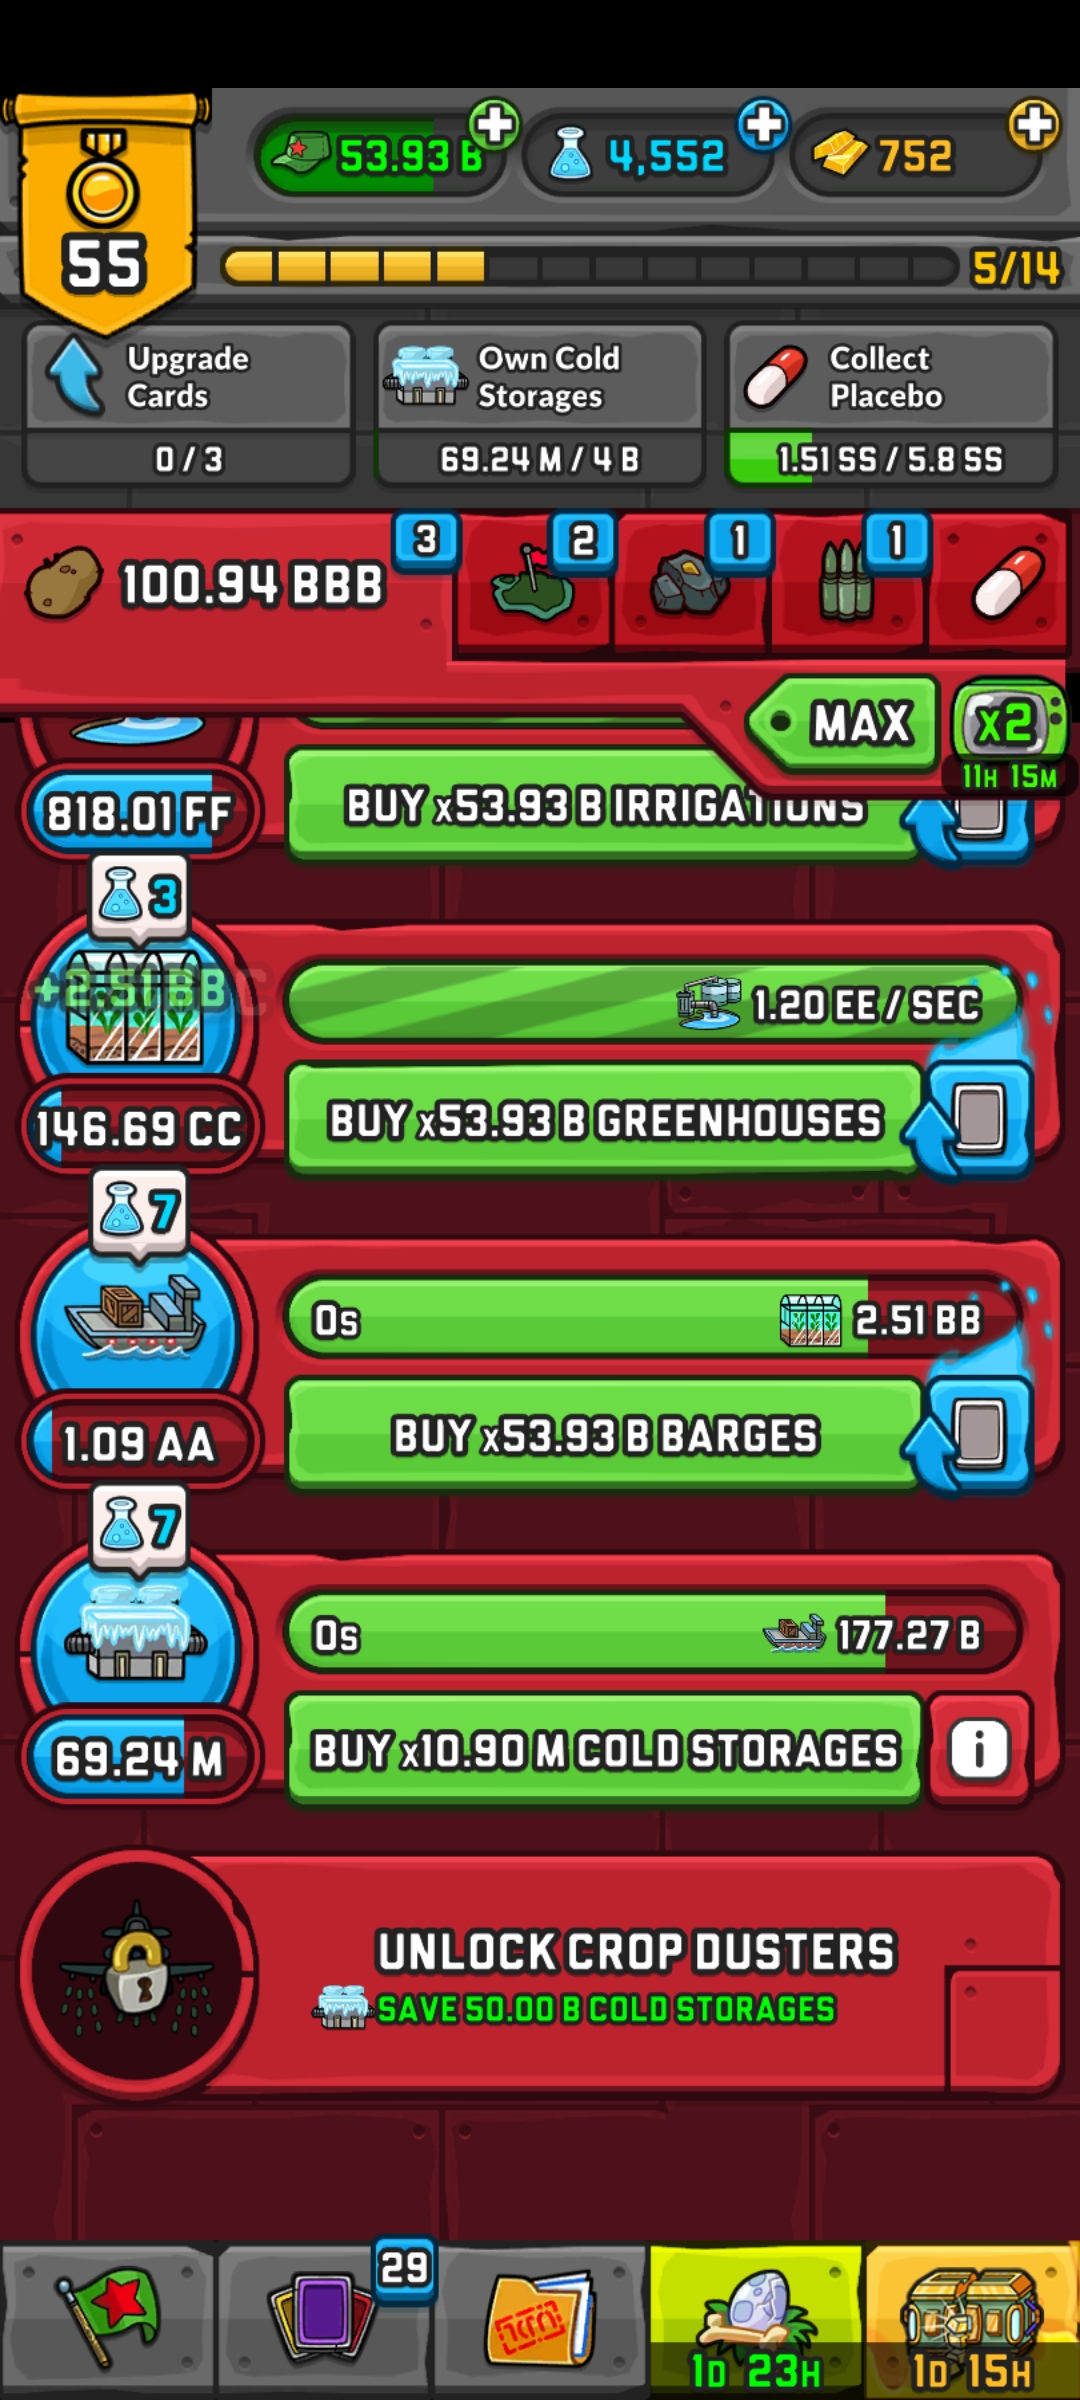 53.93 B
4,552
752
55
5/14
Upgrade Cards
0 / 3
Own Cold Storages
69.24 M / 4 B
Collect Placebo
1.51 SS / 5.8 SS
100.94 BBB
3
2
1
1
MAX
x2
11H 15M
818.01 FF
BUY x53.93 B IRRIGATIONS
3
+2.51 BB
1.20 EE / SEC
146.69 CC
BUY x53.93 B GREENHOUSES
7
0s
2.51 BB
1.09 AA
BUY x53.93 B BARGES
7
0s
177.27 B
69.24 M
BUY x10.90 M COLD STORAGES
i
UNLOCK CROP DUSTERS
SAVE 50.00 B COLD STORAGES
29
1D 23H
1D 15H